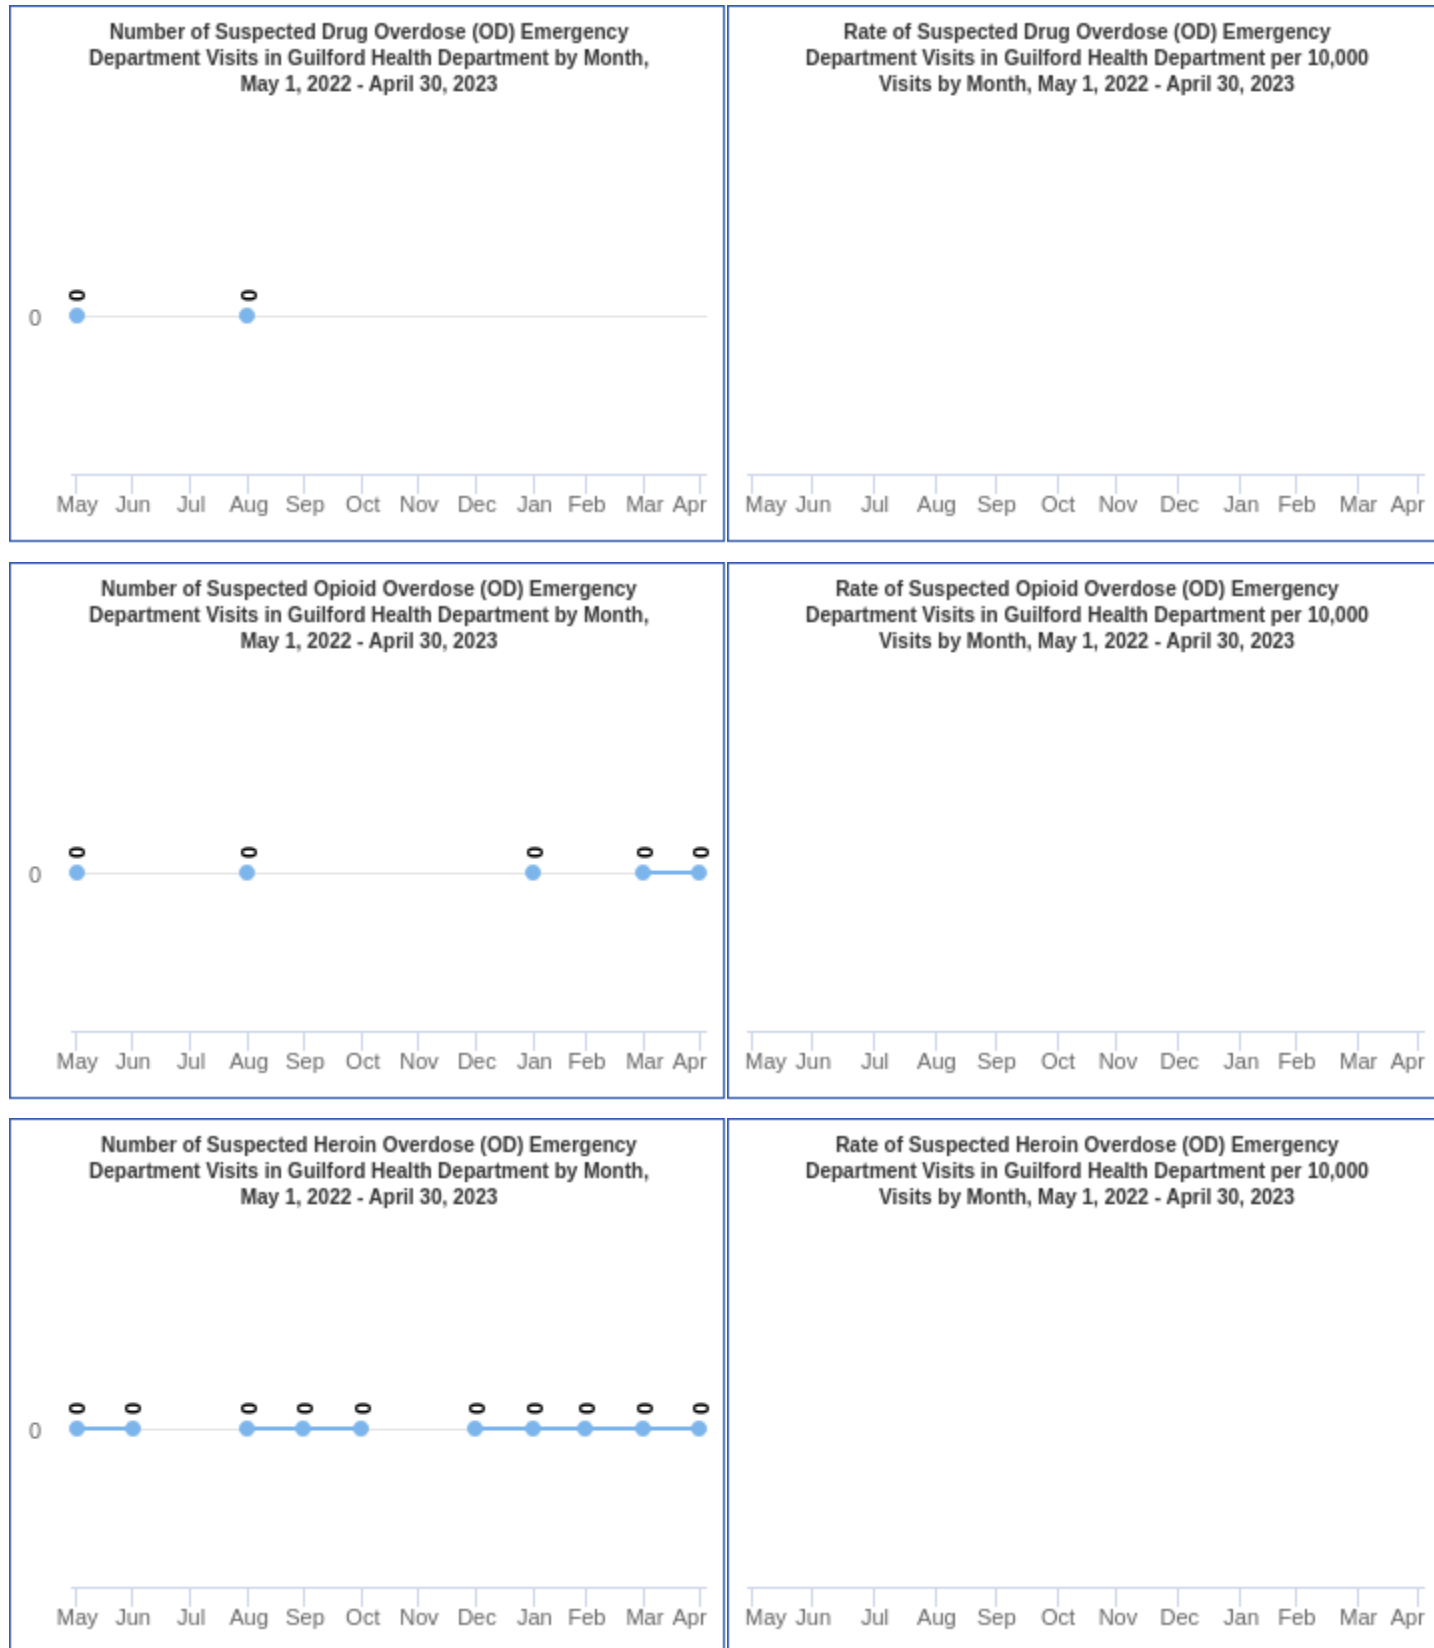 Number of Suspected Drug Overdose (OD) Emergency
Department Visits in Guilford Health Department by Month,
May 1, 2022 - April 30, 2023
0 0
0
May Jun Jul Aug Sep Oct Nov Dec Jan Feb Mar Apr
Rate of Suspected Drug Overdose (OD) Emergency
Department Visits in Guilford Health Department per 10,000
Visits by Month, May 1, 2022 - April 30, 2023
May Jun Jul Aug Sep Oct Nov Dec Jan Feb Mar Apr
Number of Suspected Opioid Overdose (OD) Emergency
Department Visits in Guilford Health Department by Month,
May 1, 2022 - April 30, 2023
0 0 0 0 0
0
May Jun Jul Aug Sep Oct Nov Dec Jan Feb Mar Apr
Rate of Suspected Opioid Overdose (OD) Emergency
Department Visits in Guilford Health Department per 10,000
Visits by Month, May 1, 2022 - April 30, 2023
May Jun Jul Aug Sep Oct Nov Dec Jan Feb Mar Apr
Number of Suspected Heroin Overdose (OD) Emergency
Department Visits in Guilford Health Department by Month,
May 1, 2022 - April 30, 2023
0 0 0 0 0 0 0 0 0 0
0
May Jun Jul Aug Sep Oct Nov Dec Jan Feb Mar Apr
Rate of Suspected Heroin Overdose (OD) Emergency
Department Visits in Guilford Health Department per 10,000
Visits by Month, May 1, 2022 - April 30, 2023
May Jun Jul Aug Sep Oct Nov Dec Jan Feb Mar Apr